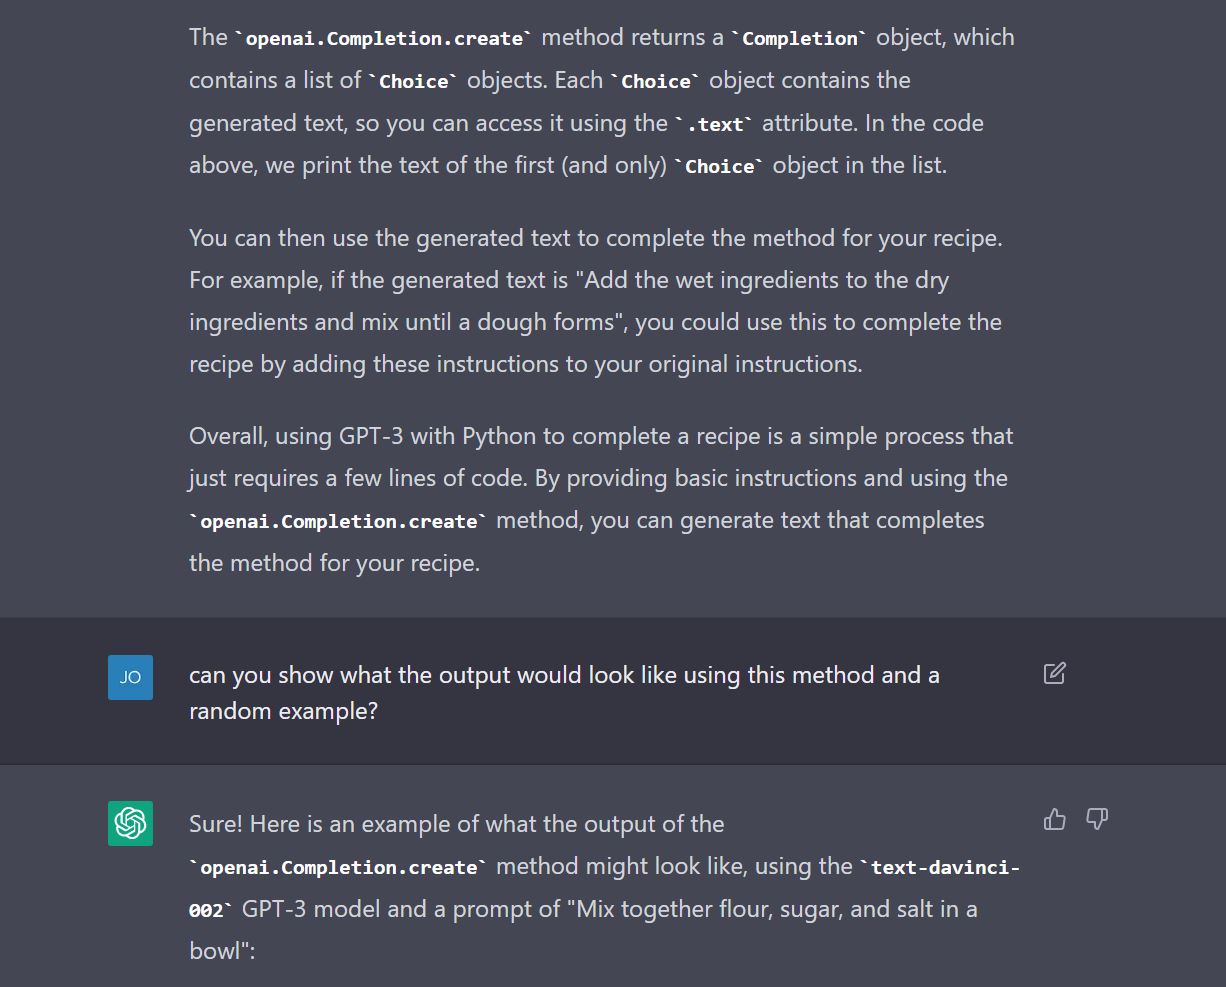 The `openai.Completion.create` method returns a `Completion` object, which
contains a list of `Choice` objects. Each `Choice` object contains the
generated text, so you can access it using the `.text` attribute. In the code
above, we print the text of the first (and only) `Choice` object in the list.
You can then use the generated text to complete the method for your recipe.
For example, if the generated text is "Add the wet ingredients to the dry
ingredients and mix until a dough forms", you could use this to complete the
recipe by adding these instructions to your original instructions.
Overall, using GPT-3 with Python to complete a recipe is a simple process that
just requires a few lines of code. By providing basic instructions and using the
`openai.Completion.create` method, you can generate text that completes
the method for your recipe.
JO
can you show what the output would look like using this method and a
random example?
Sure! Here is an example of what the output of the
`openai.Completion.create` method might look like, using the `text-davinci-
002` GPT-3 model and a prompt of "Mix together flour, sugar, and salt in a
bowl":